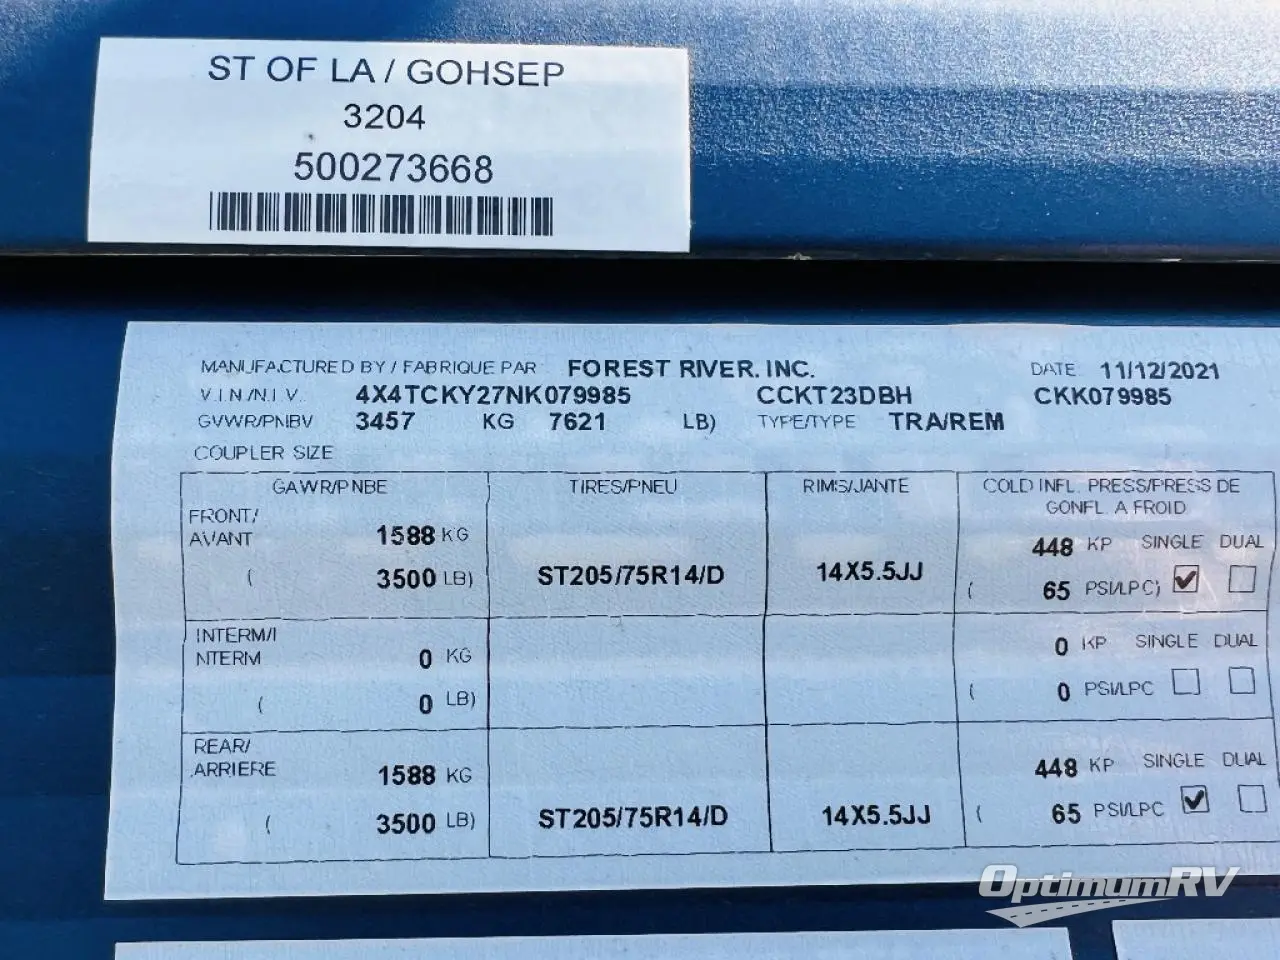 ST OF LA / GOHSEP
3204
500273668
MANUFACTURED BY / FABRIQUE PAR FOREST RIVER. INC. DATE 11/12/2021
V.I.N /N.I.V. 4X4TCKY27NK079985 CCKT23DBH CKK079985
GVWR/PNBV 3457 KG 7621 LB) TYPE/TYPE TRA/REM
COUPLER SIZE
GAWR/PNBE TIRES/PNEU RIMS/JANTE COLD INFL. PRESS/PRESS DE
GONFL. A FROID
FRONT/
AVANT 1588 KG 448 KP SINGLE DUAL
( 3500 LB) ST205/75R14/D 14X5.5JJ ( 65 PSI/LPC)
INTERM/I
NTERM 0 KG 0 KP SINGLE DUAL
( 0 LB) ( 0 PSI/LPC
REAR/
ARRIERE 1588 KG 448 KP SINGLE DUAL
( 3500 LB) ST205/75R14/D 14X5.5JJ ( 65 PSI/LPC
OptimumRV